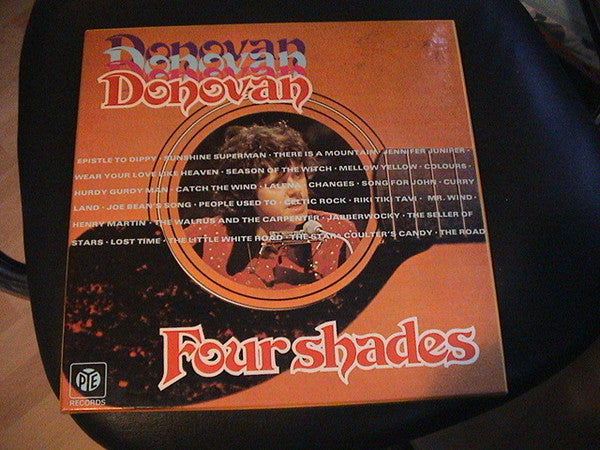 Donovan
Donovan
Donovan
EPISTLE TO DIPPY · SUNSHINE SUPERMAN · THERE IS A MOUNTAIN · JENNIFER JUNIPER ·
WEAR YOUR LOVE LIKE HEAVEN · SEASON OF THE WITCH · MELLOW YELLOW · COLOURS ·
HURDY GURDY MAN · CATCH THE WIND · LALENA · CHANGES · SONG FOR JOHN · CURRY
LAND · JOE BEAN'S SONG · PEOPLE USED TO · CELTIC ROCK · RIK TIKI TAVI · MR. WIND ·
HENRY MARTIN · THE WALRUS AND THE CARPENTER · JABBERWOCKY · THE SELLER OF
STARS · LOST TIME · THE LITTLE WHITE ROAD · THE STAR · COULTER'S CANDY · THE ROAD
Four shades
PYE
RECORDS